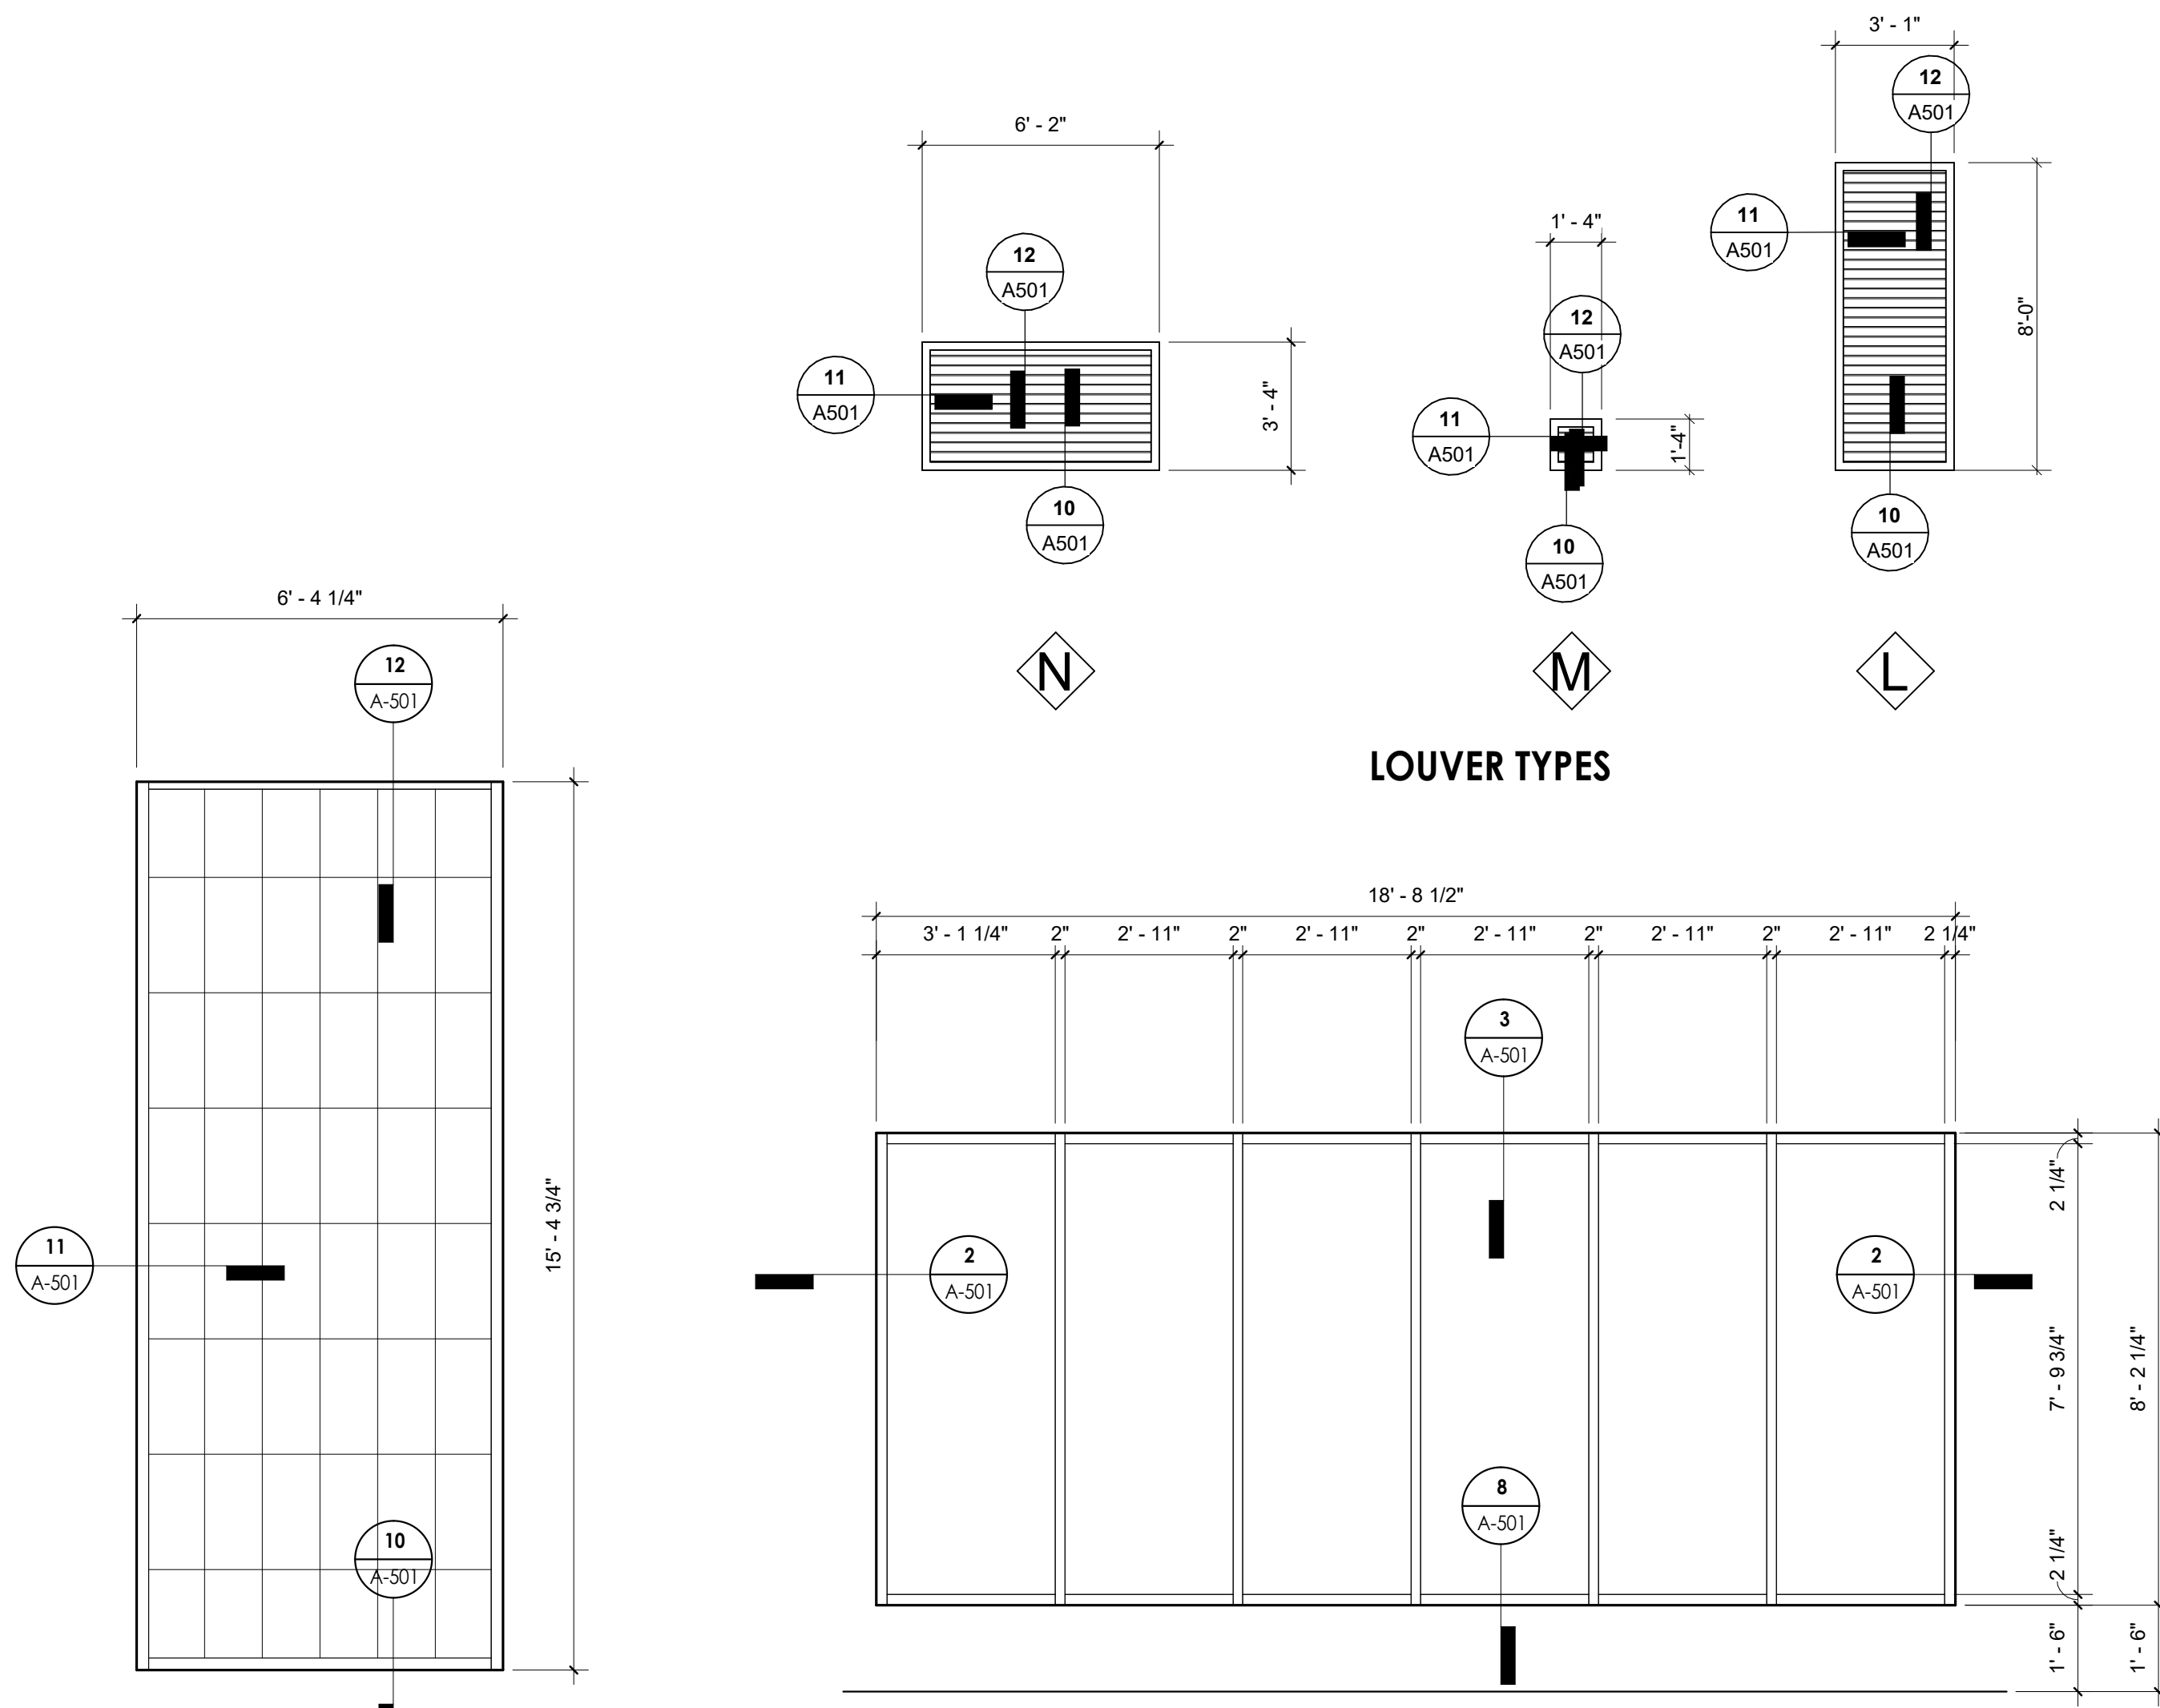 3' - 1"
12
A501
6' - 2"
11
A501
1' - 4"
12
A501
8'-0"
12
A501
11
A501
3' - 4"
11
A501
1'-4"
10
A501
10
A501
10
A501
6' - 4 1/4"
N
M
L
12
A-501
LOUVER TYPES
18' - 8 1/2"
3' - 1 1/4" 2" 2' - 11" 2" 2' - 11" 2" 2' - 11" 2" 2' - 11" 2" 2' - 11" 2 1/4"
3
A-501
15' - 4 3/4"
2 1/4"
11
A-501
2
A-501
2
A-501
7' - 9 3/4"
8' - 2 1/4"
8
A-501
10
A-501
2 1/4"
1' - 6"
1' - 6"